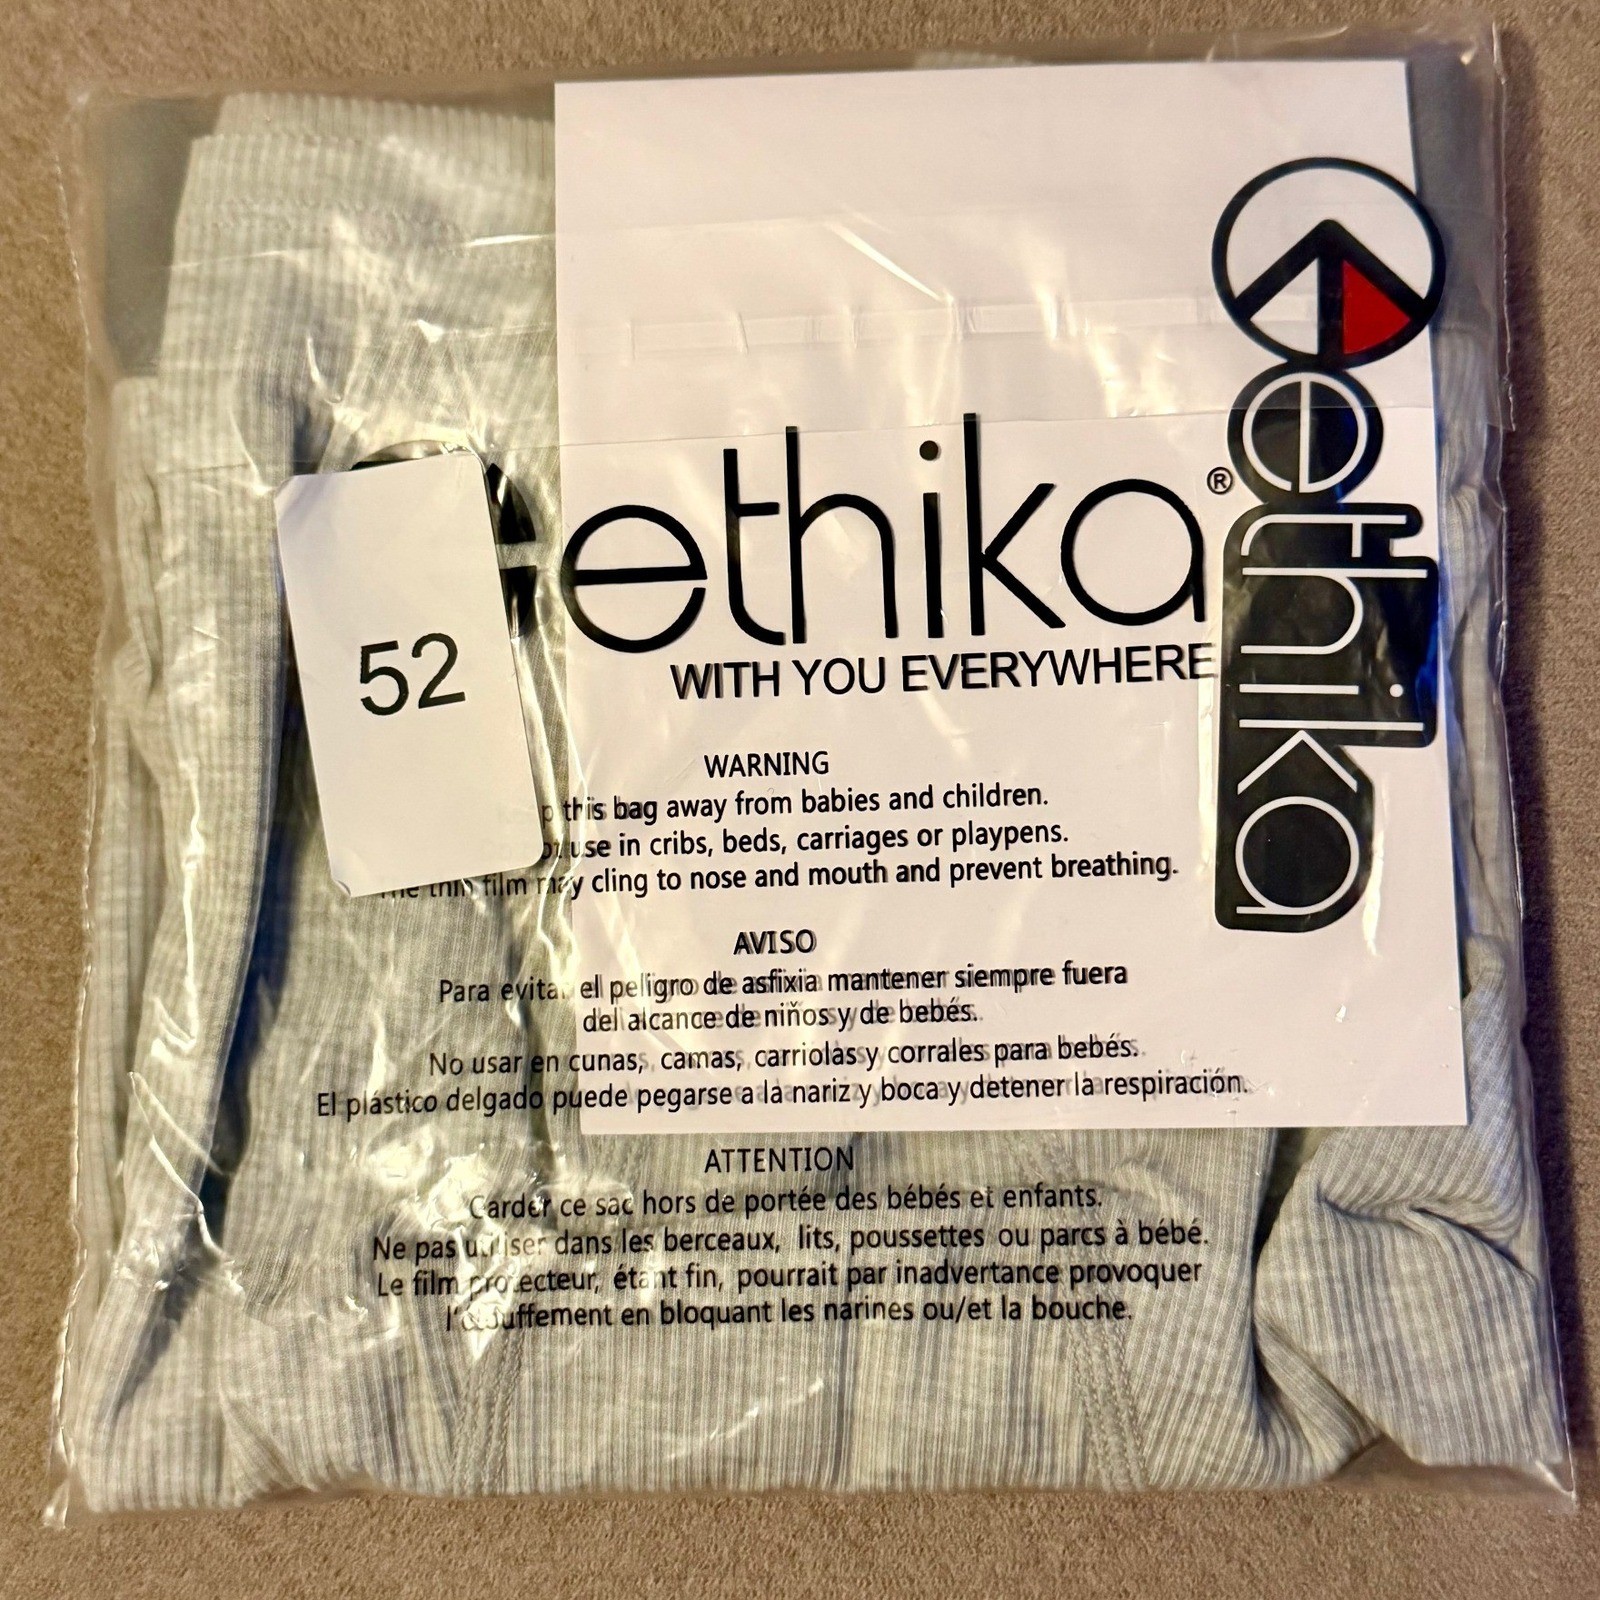 ethika®
WITH YOU EVERYWHERE
ethika
52
WARNING
this bag away from babies and children.
use in cribs, beds, carriages or playpens.
The thin film may cling to nose and mouth and prevent breathing.
AVISO
Para evitar el peligro de asfixia mantener siempre fuera
del alcance de niños y de bebés.
No usar en cunas, camas, carriolas y corrales para bebés.
El plástico delgado puede pegarse a la nariz y boca y detener la respiración.
ATTENTION
Carder ce sac hors de portée des bébés et enfants.
Ne pas utiliser dans les berceaux, lits, poussettes ou parcs à bébé.
Le film protecteur, étant fin, pourrait par inadvertance provoquer
en bloquant les narines ou/et la bouche.